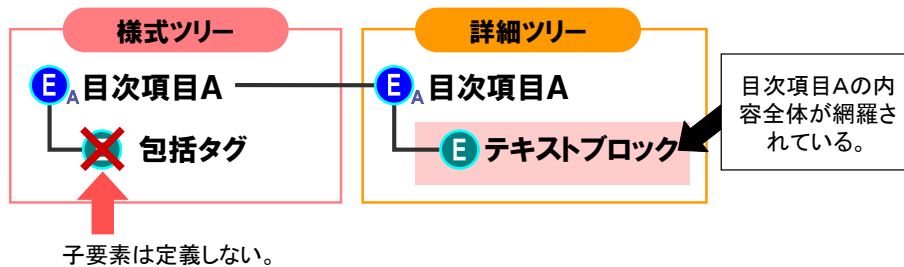 様式ツリー
詳細ツリー
E A 目次項目A
E A 目次項目A
包括タグ
E テキストブロック
目次項目Aの内
容全体が網羅さ
れている。
子要素は定義しない。